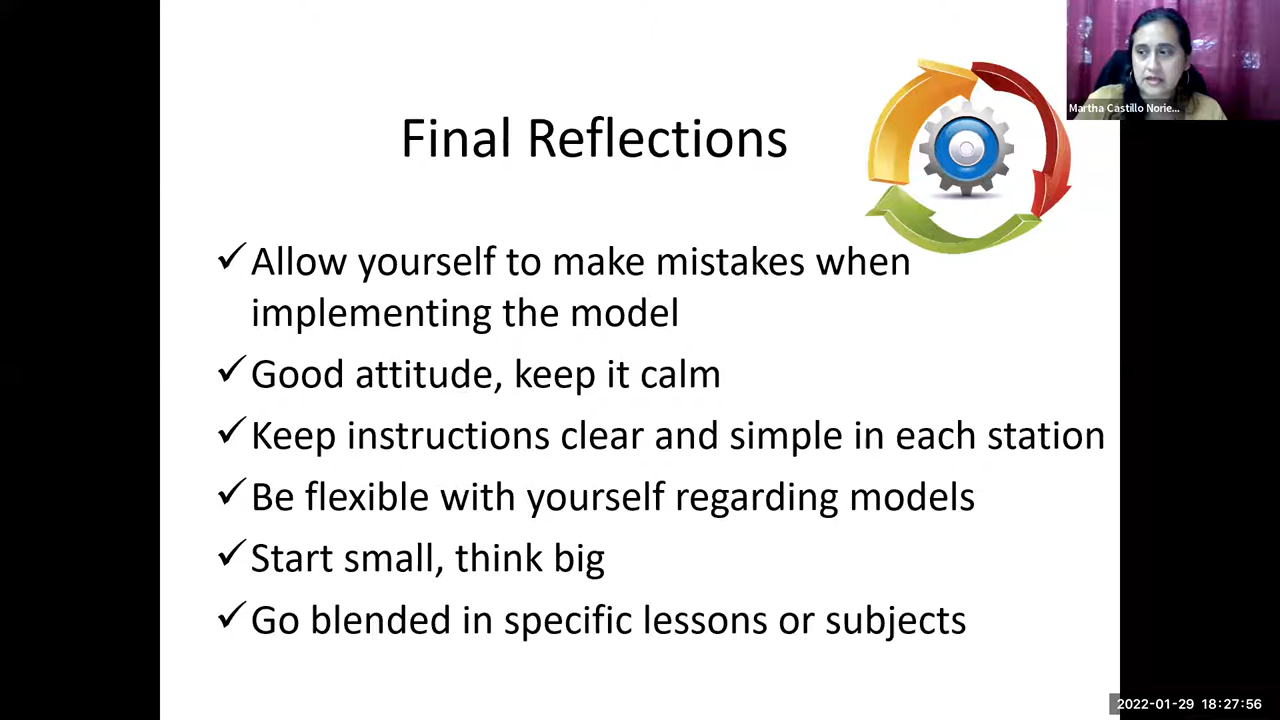 Martha Castillo Norie...
Final Reflections
✓Allow yourself to make mistakes when
implementing the model
✓Good attitude, keep it calm
✓Keep instructions clear and simple in each station
✓Be flexible with yourself regarding models
✓Start small, think big
✓Go blended in specific lessons or subjects
2022-01-29 18:27:56